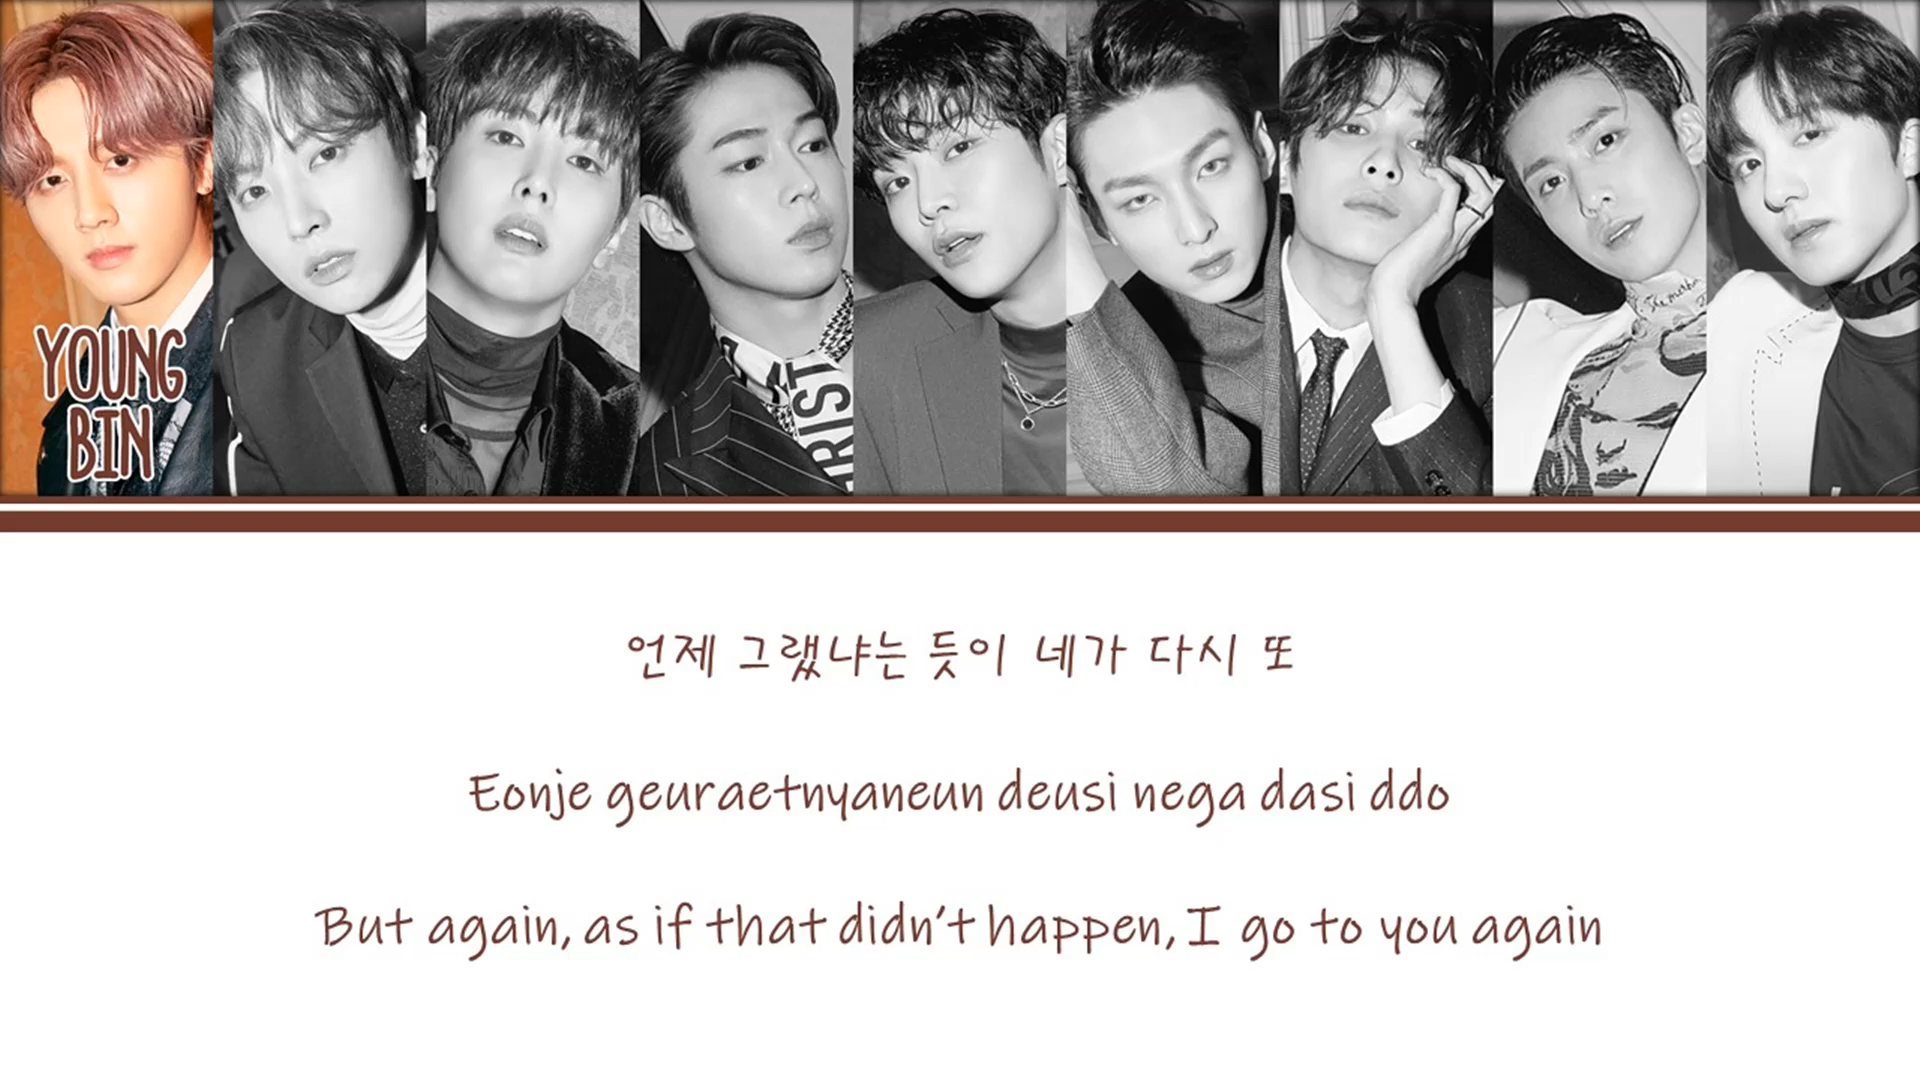 YOUNG
BIN
RIST
언제 그랬냐는 듯이 네가 다시 또
Eonje geuraetnyaneun deusi nega dasi ddo
But again, as if that didn't happen, I go to you again